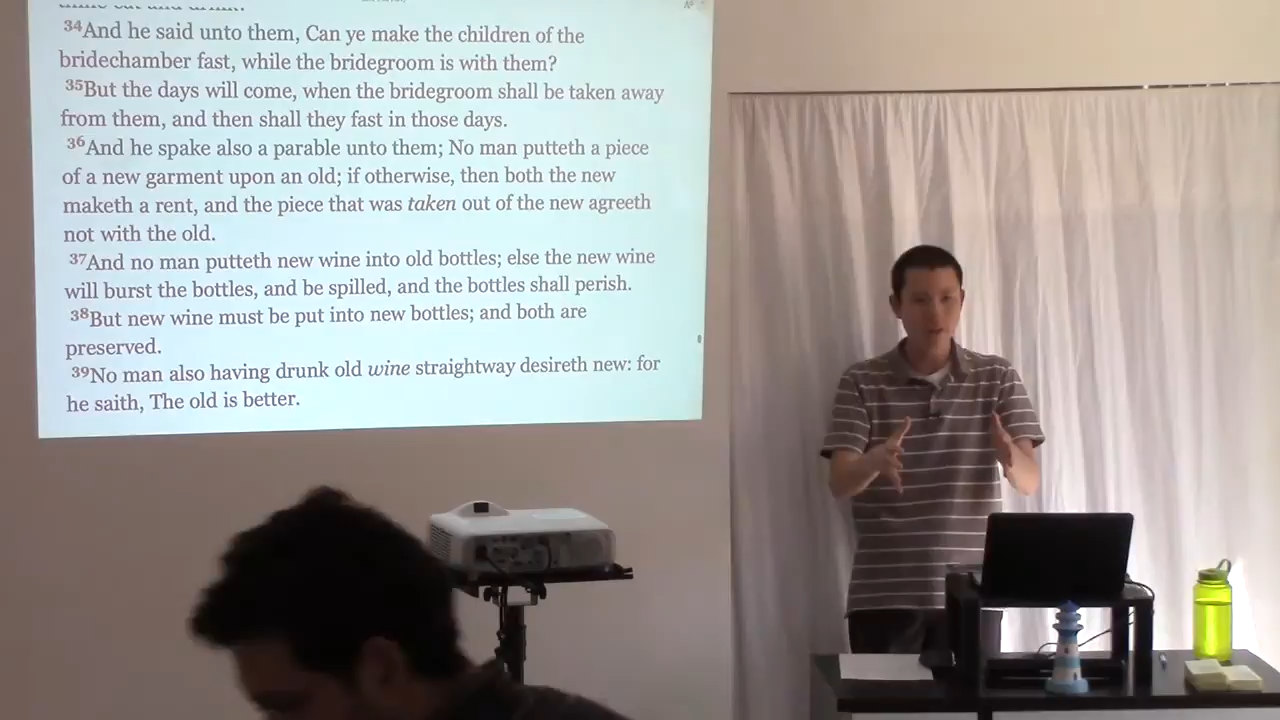 34And he said unto them, Can ye make the children of the
bridechamber fast, while the bridegroom is with them?
35But the days will come, when the bridegroom shall be taken away
from them, and then shall they fast in those days.
36And he spake also a parable unto them; No man putteth a piece
of a new garment upon an old; if otherwise, then both the new
maketh a rent, and the piece that was taken out of the new agreeth
not with the old.
37And no man putteth new wine into old bottles; else the new wine
will burst the bottles, and be spilled, and the bottles shall perish.
38But new wine must be put into new bottles; and both are
preserved.
39No man also having drunk old wine straightway desireth new: for
he saith, The old is better.